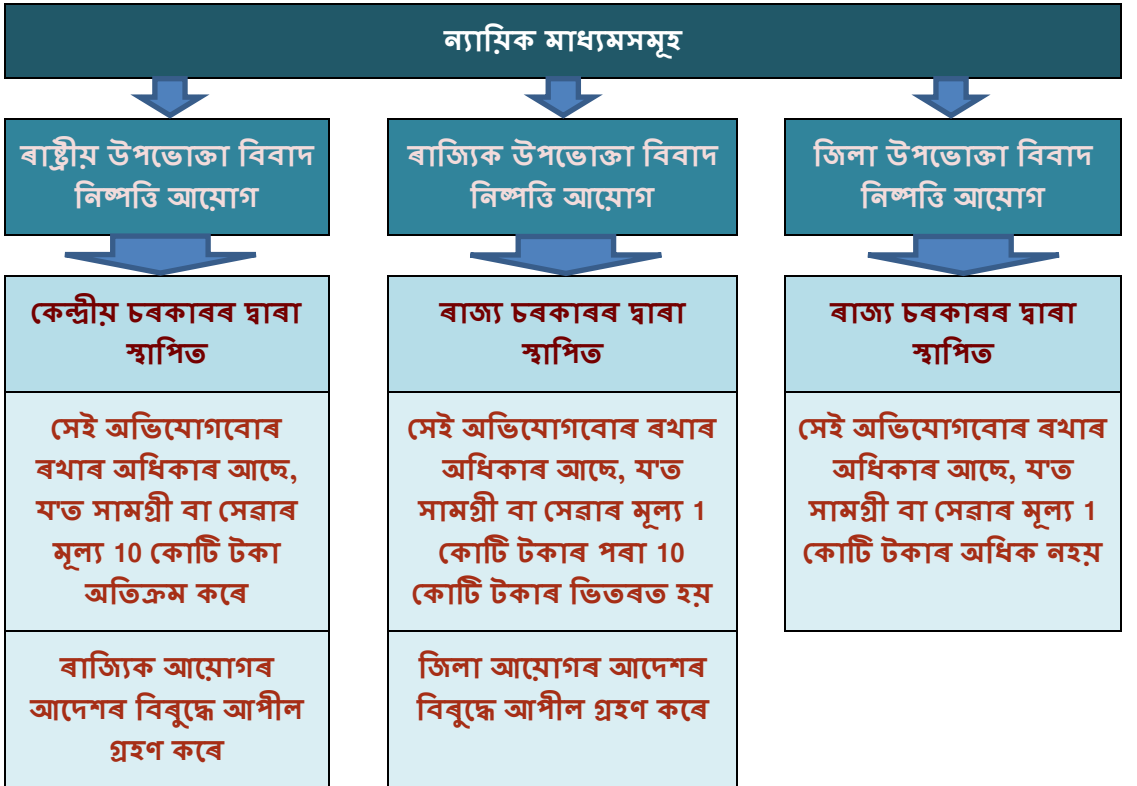 ন্যায়িক মাধ্যমসমূহ
ৰাষ্ট্ৰীয় উপভোক্তা বিবাদ
নিষ্পত্তি আয়োগ
কেন্দ্ৰীয় চৰকাৰৰ দ্বাৰা
স্থাপিত
সেই অভিযোগবোৰ
ৰখাৰ অধিকাৰ আছে,
য'ত সামগ্ৰী বা সেৱাৰ
মূল্য 10 কোটি টকা
অতিক্ৰম কৰে
ৰাজ্যিক আয়োগৰ
আদেশৰ বিৰুদ্ধে আপীল
গ্ৰহণ কৰে
ৰাজ্যিক উপভোক্তা বিবাদ
নিষ্পত্তি আয়োগ
ৰাজ্য চৰকাৰৰ দ্বাৰা
স্থাপিত
সেই অভিযোগবোৰ ৰখাৰ
অধিকাৰ আছে, য'ত
সামগ্ৰী বা সেৱাৰ মূল্য 1
কোটি টকাৰ পৰা 10
কোটি টকাৰ ভিতৰত হয়
জিলা আয়োগৰ আদেশৰ
বিৰুদ্ধে আপীল গ্ৰহণ কৰে
জিলা উপভোক্তা বিবাদ
নিষ্পত্তি আয়োগ
ৰাজ্য চৰকাৰৰ দ্বাৰা
স্থাপিত
সেই অভিযোগবোৰ ৰখাৰ
অধিকাৰ আছে, য'ত
সামগ্ৰী বা সেৱাৰ মূল্য 1
কোটি টকাৰ অধিক নহয়